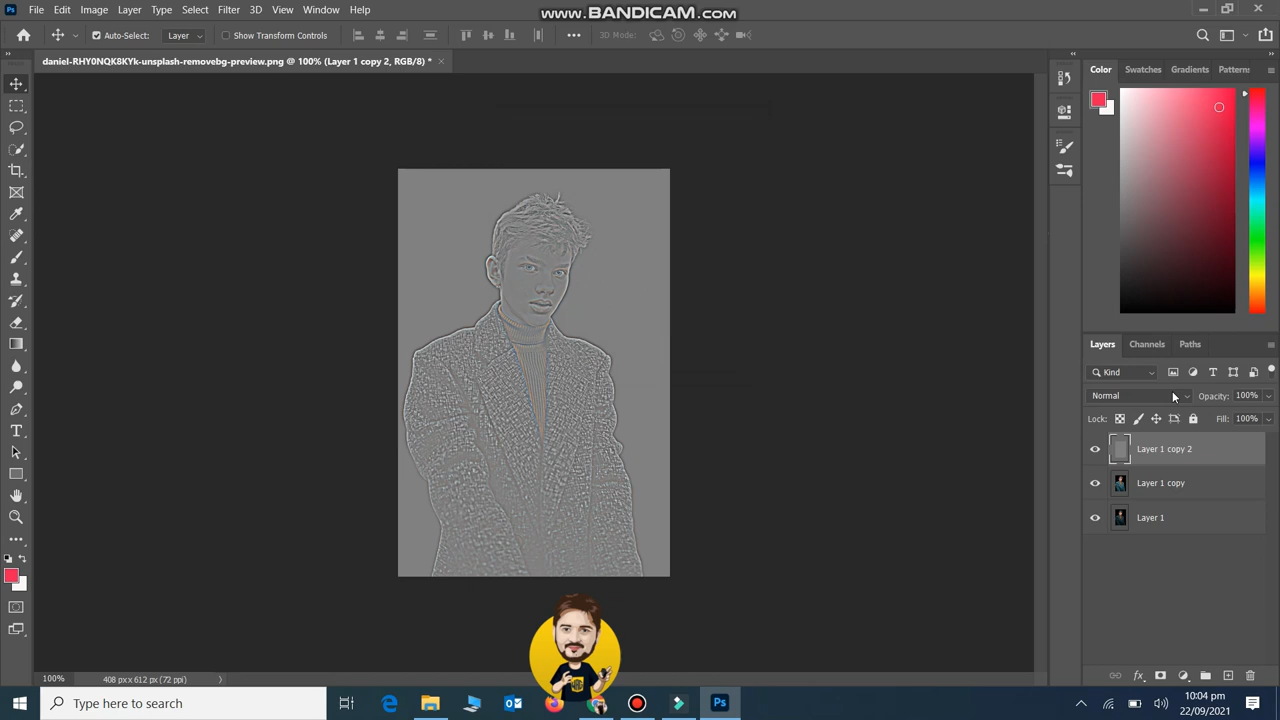 www.BANDICAM.com
Ps File Edit Image Layer Type Select Filter 3D View Window Help
Auto-Select: Layer Show Transform Controls ••• 3D Mode:
daniel-RHY0NQK8KYk-unsplash-removebg-preview.png @ 100% (Layer 1 copy 2, RGB/8) *
Color Swatches Gradients Patterns
Layers Channels Paths
Kind
Normal Opacity: 100%
Lock: Fill: 100%
Layer 1 copy 2
Layer 1 copy
Layer 1
100% 408 px x 612 px (72 ppi)
Type here to search
Ps
10:04 pm
22/09/2021